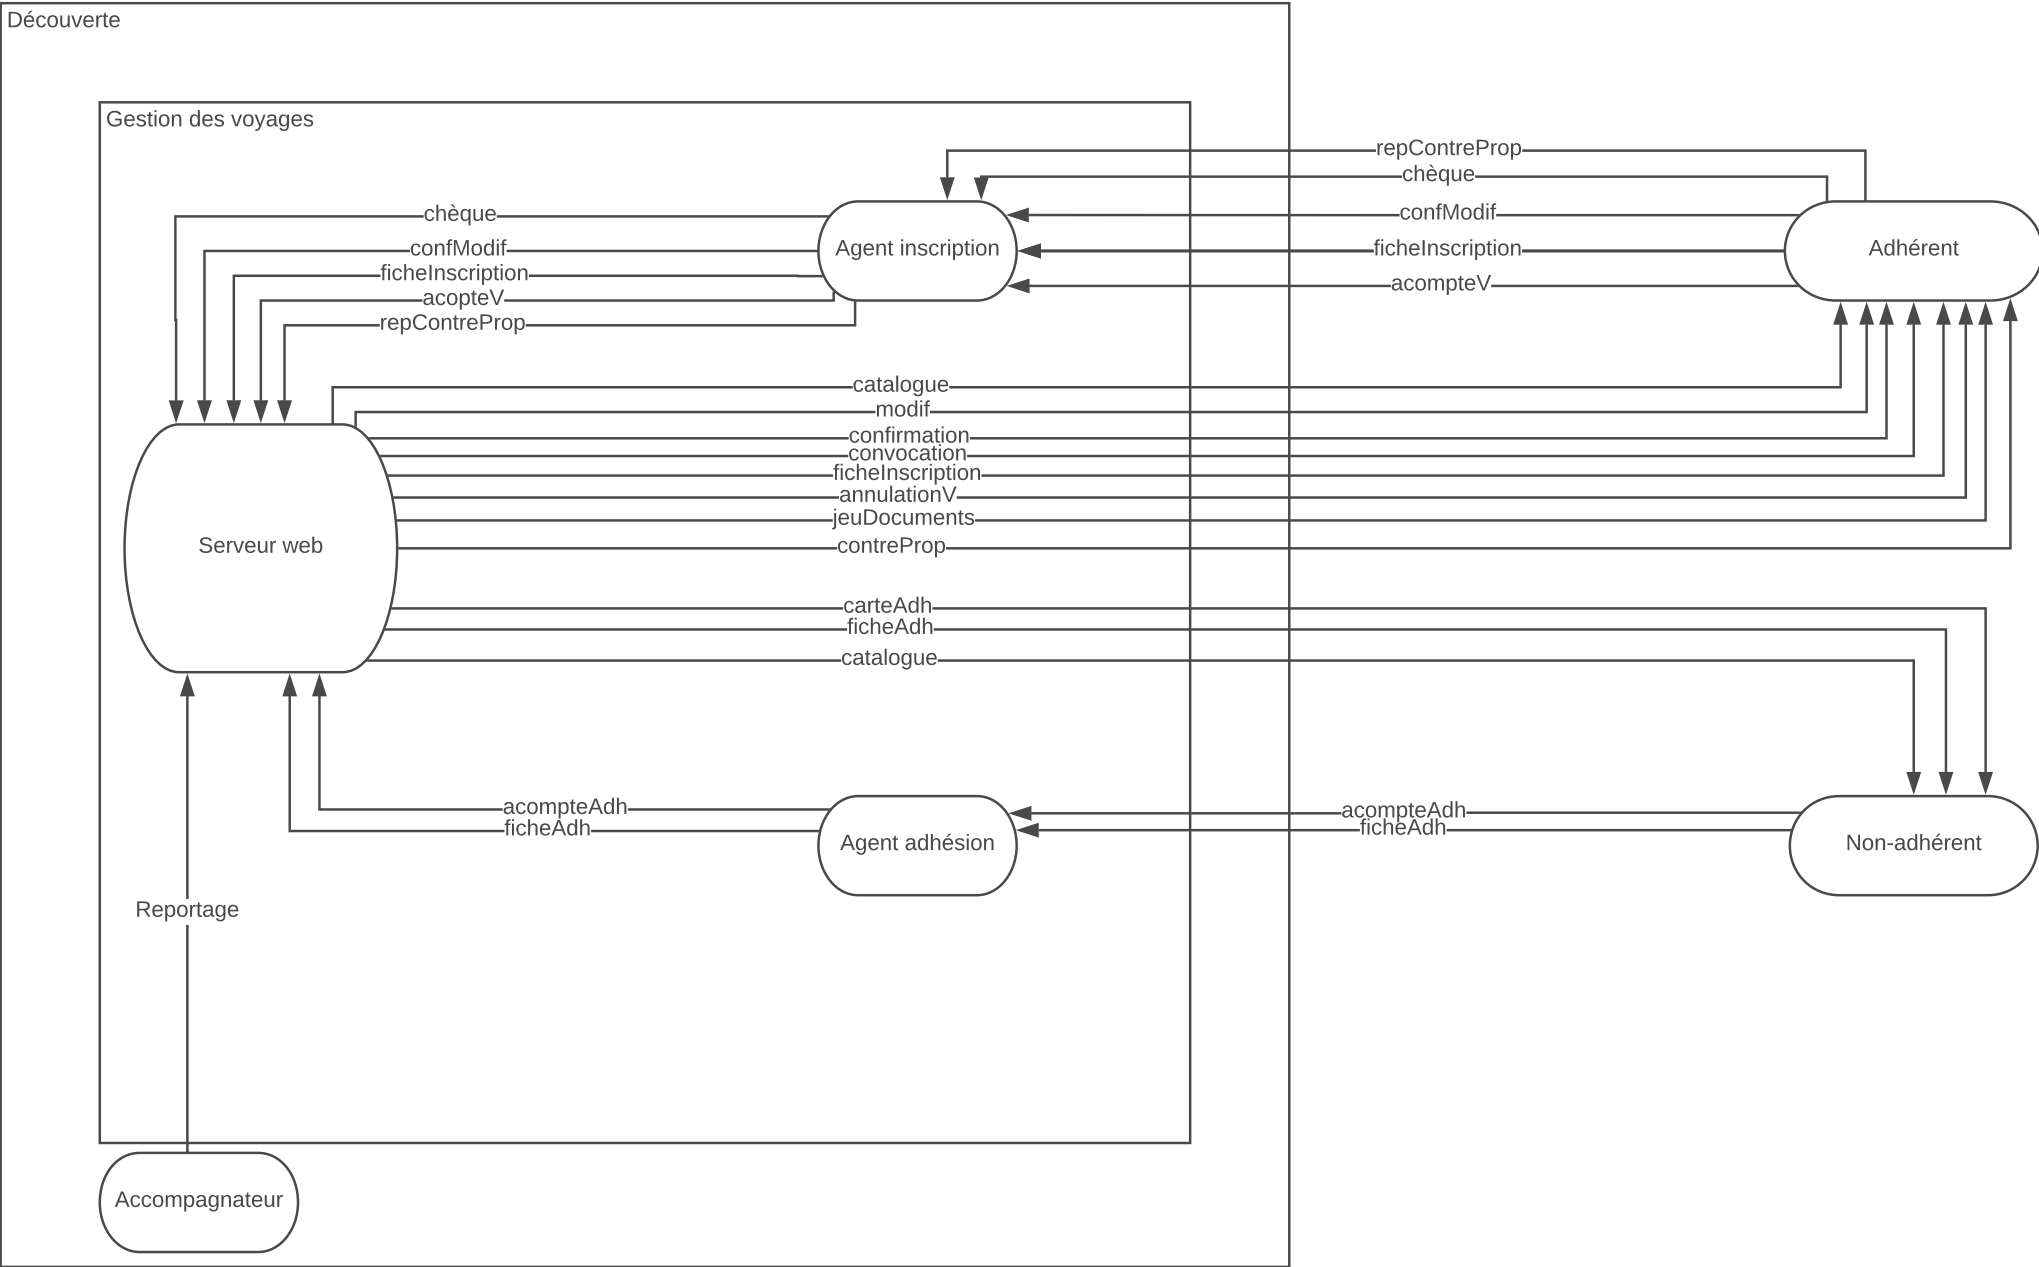 Découverte
Gestion des voyages
repContreProp
chèque
chèque
confModif
Agent inscription
Adhérent
confModif
ficheInscription
ficheInscription
acompteV
acopteV
repContreProp
catalogue
modif
confirmation
convocation
ficheInscription
annulationV
jeuDocuments
Serveur web
contreProp
carteAdh
ficheAdh
catalogue
acompteAdh
acompteAdh
ficheAdh
ficheAdh
Agent adhésion
Non-adhérent
Reportage
Accompagnateur